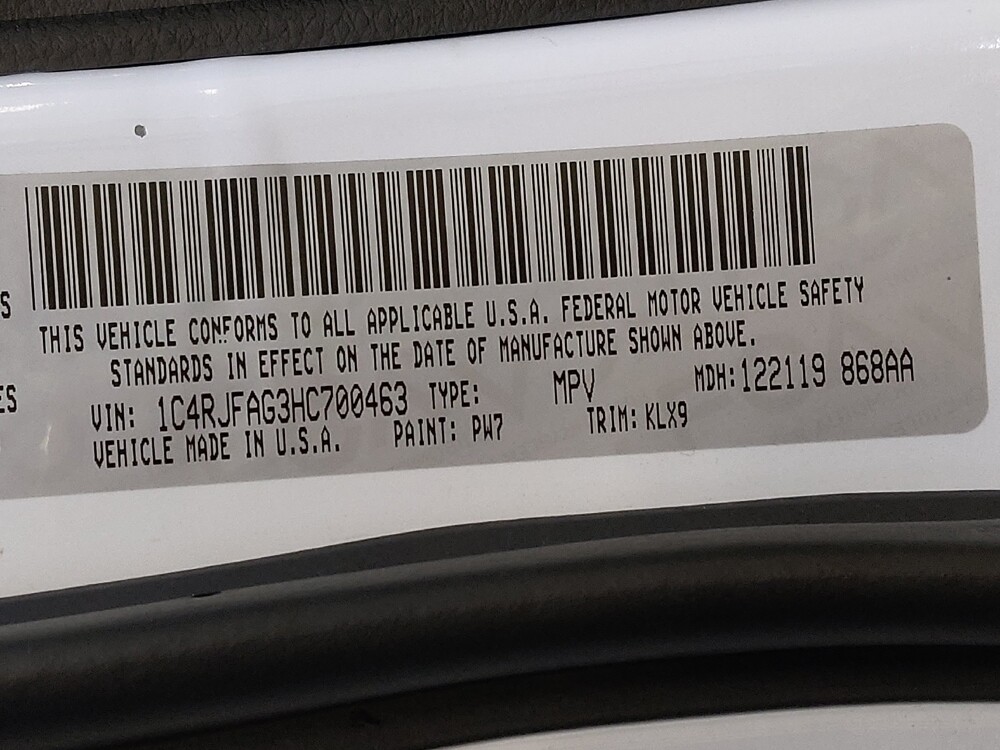 S
THIS VEHICLE CONFORMS TO ALL APPLICABLE U.S.A. FEDERAL MOTOR VEHICLE SAFETY
STANDARDS IN EFFECT ON THE DATE OF MANUFACTURE SHOWN ABOVE.
ES
VIN: 1C4RJFAG3HC700463 TYPE: MPV MDH: 122119 868AA
VEHICLE MADE IN U.S.A. PAINT: PW7 TRIM: KLX9